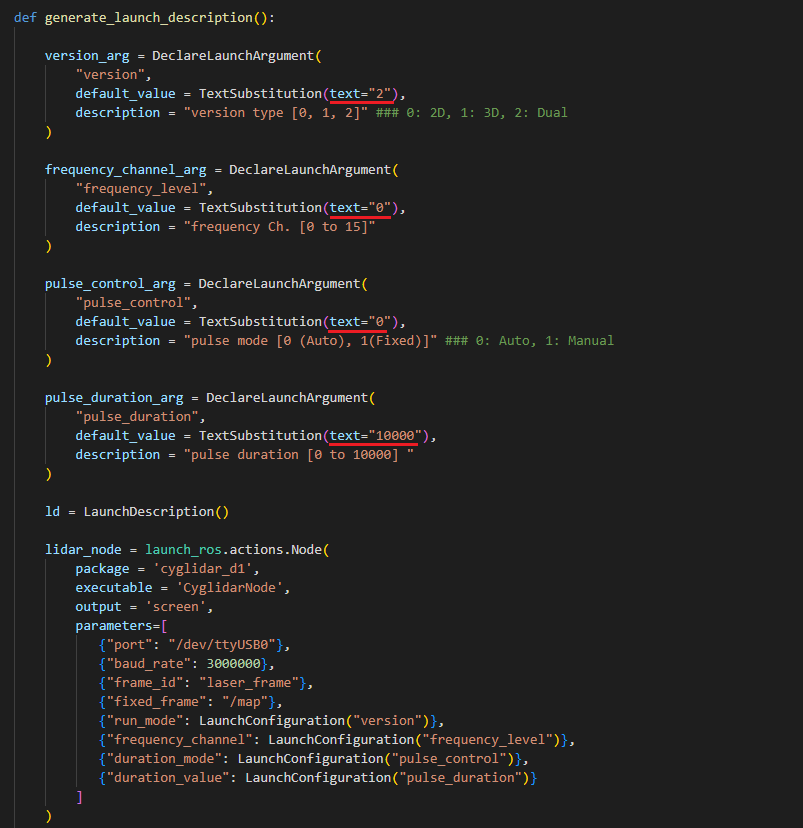 def generate_launch_description():
version_arg = DeclareLaunchArgument(
"version",
default_value = TextSubstitution(text="2"),
description = "version type [0, 1, 2]" ### 0: 2D, 1: 3D, 2: Dual
)
frequency_channel_arg = DeclareLaunchArgument(
"frequency_level",
default_value = TextSubstitution(text="0"),
description = "frequency Ch. [0 to 15]"
)
pulse_control_arg = DeclareLaunchArgument(
"pulse_control",
default_value = TextSubstitution(text="0"),
description = "pulse mode [0 (Auto), 1(Fixed)]" ### 0: Auto, 1: Manual
)
pulse_duration_arg = DeclareLaunchArgument(
"pulse_duration",
default_value = TextSubstitution(text="10000"),
description = "pulse duration [0 to 10000] "
)
ld = LaunchDescription()
lidar_node = launch_ros.actions.Node(
package = 'cyglidar_d1',
executable = 'CyglidarNode',
output = 'screen',
parameters=[
{"port": "/dev/ttyUSB0"},
{"baud_rate": 3000000},
{"frame_id": "laser_frame"},
{"fixed_frame": "/map"},
{"run_mode": LaunchConfiguration("version")},
{"frequency_channel": LaunchConfiguration("frequency_level")},
{"duration_mode": LaunchConfiguration("pulse_control")},
{"duration_value": LaunchConfiguration("pulse_duration")}
]
)